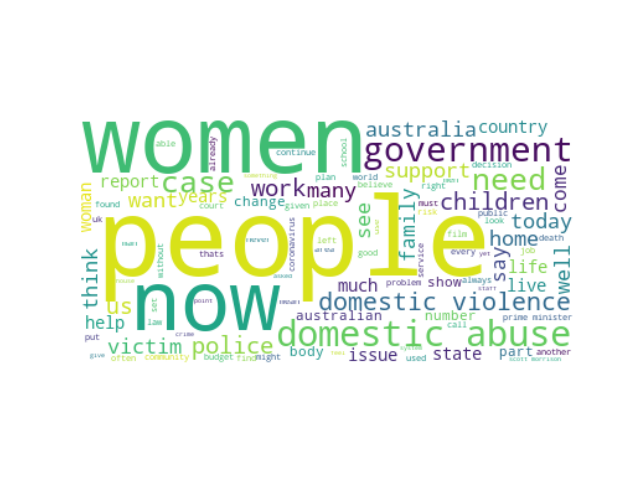 women
people
now
government
domestic abuse
domestic violence
australia
country
support
need
case
report
want
years
work
many
children
come
woman
able
already
continue
school
plan
world
decision
believe
right
change
found
court
given
place
must
public
look
uk
see
family
risk
today
home
death
think
without
thats
coronavirus
left
good
service
film
every
yet
job
say
life
well
us
set
point
much
problem
show
always
live
help
law
australian
number
call
prime minister
put
crime
victim
police
body
issue
state
used
part
another
give
often
community
budget
find
might
system
scott morrison